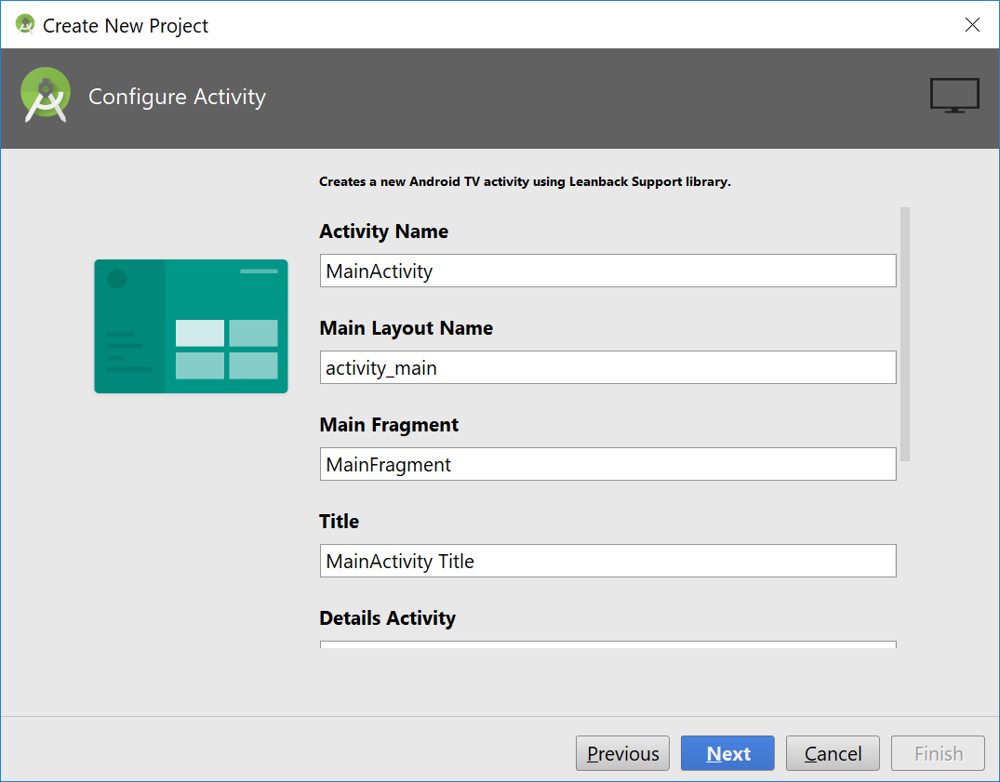 Create New Project
Configure Activity
Creates a new Android TV activity using Leanback Support library.
Activity Name
MainActivity
Main Layout Name
activity_main
Main Fragment
MainFragment
Title
MainActivity Title
Details Activity
Previous Next Cancel Finish